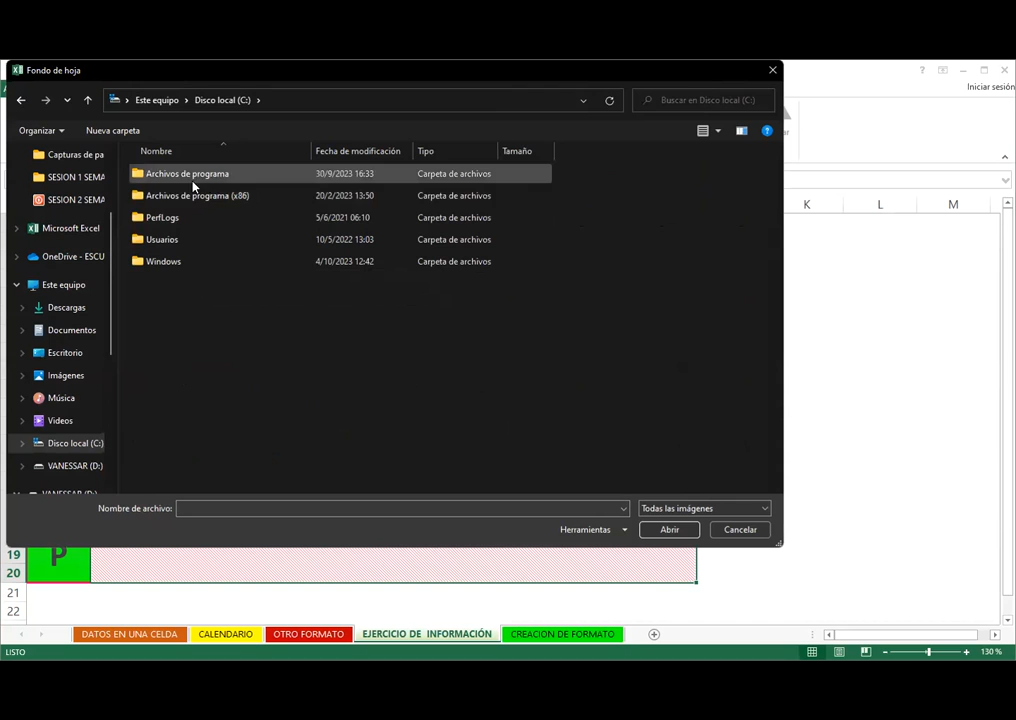 Fondo de hoja
Iniciar sesión
Este equipo
Disco local (C:)
Buscar en Disco local (C:)
Organizar
Nueva carpeta
Nombre
Fecha de modificación
Tipo
Tamaño
Capturas de pa
SESION 1 SEMA
SESION 2 SEMA
Microsoft Excel
OneDrive - ESCU
Este equipo
Descargas
Documentos
Escritorio
Imágenes
Música
Videos
Disco local (C:)
VANESSAR (D:)
VANESSAR (D:)
Archivos de programa 30/9/2023 16:33 Carpeta de archivos
Archivos de programa (x86) 20/2/2023 13:50 Carpeta de archivos
PerfLogs 5/6/2021 06:10 Carpeta de archivos
Usuarios 10/5/2022 13:03 Carpeta de archivos
Windows 4/10/2023 12:42 Carpeta de archivos
K L M
Nombre de archivo:
Todas las imágenes
Herramientas
Abrir
Cancelar
19
P
20
21
22
DATOS EN UNA CELDA
CALENDARIO
OTRO FORMATO
EJERCICIO DE INFORMACIÓN
CREACION DE FORMATO
LISTO
130 %